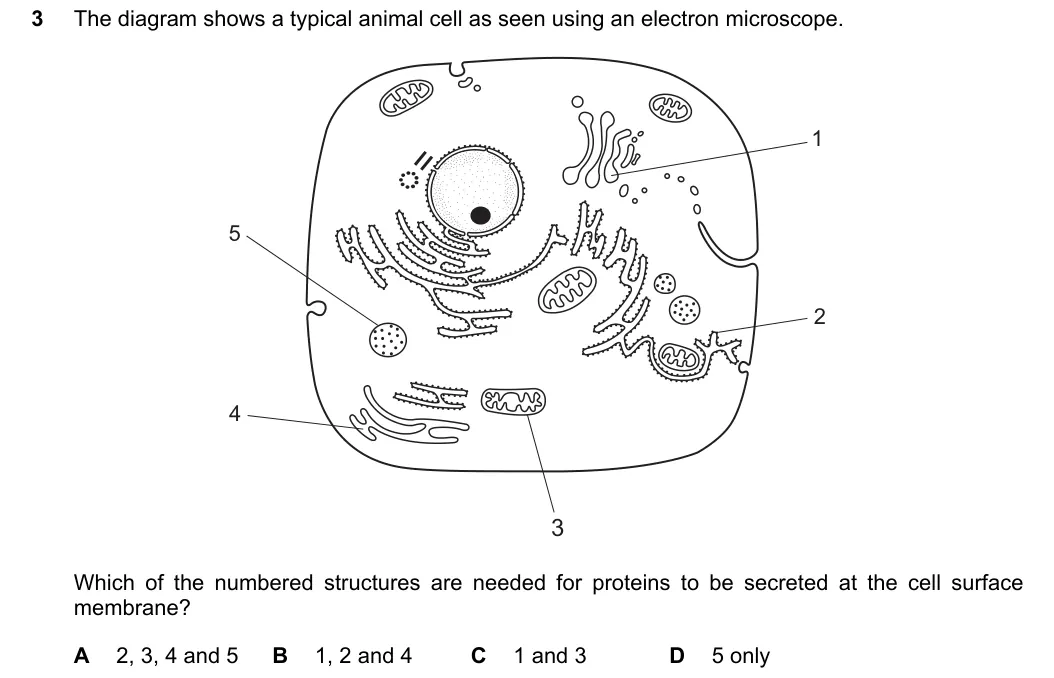 3 The diagram shows a typical animal cell as seen using an electron microscope.
1
5
2
4
3
Which of the numbered structures are needed for proteins to be secreted at the cell surface
membrane?
A 2, 3, 4 and 5 B 1, 2 and 4 C 1 and 3 D 5 only